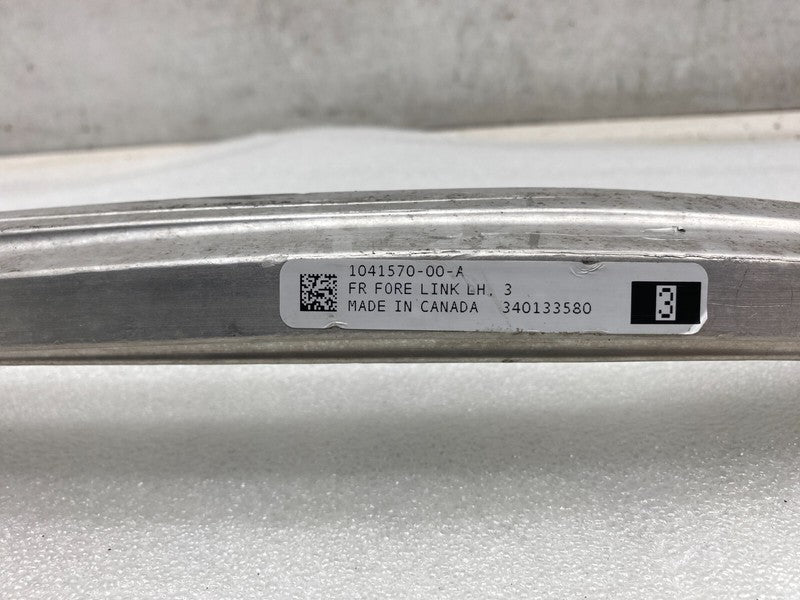 1041570-00-A
FR FORE LINK LH, 3
MADE IN CANADA 340133580
3